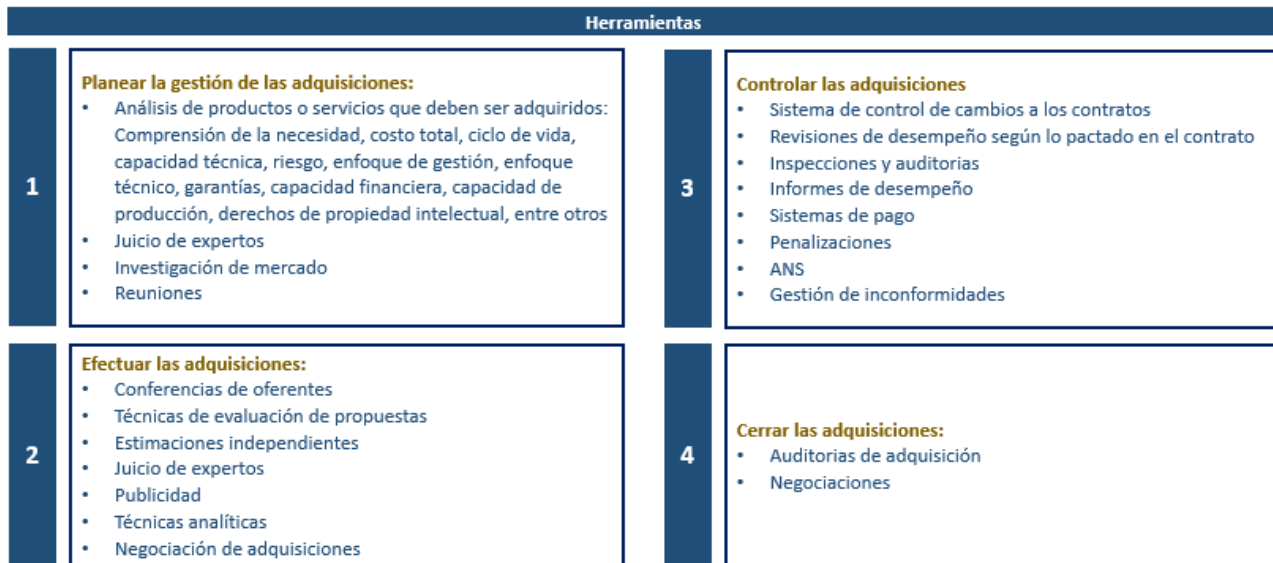 Herramientas
1
Planear la gestión de las adquisiciones:
• Análisis de productos o servicios que deben ser adquiridos:
Comprensión de la necesidad, costo total, ciclo de vida,
capacidad técnica, riesgo, enfoque de gestión, enfoque
técnico, garantías, capacidad financiera, capacidad de
producción, derechos de propiedad intelectual, entre otros
• Juicio de expertos
• Investigación de mercado
• Reuniones
2
Efectuar las adquisiciones:
• Conferencias de oferentes
• Técnicas de evaluación de propuestas
• Estimaciones independientes
• Juicio de expertos
• Publicidad
• Técnicas analíticas
• Negociación de adquisiciones
3
Controlar las adquisiciones
• Sistema de control de cambios a los contratos
• Revisiones de desempeño según lo pactado en el contrato
• Inspecciones y auditorias
• Informes de desempeño
• Sistemas de pago
• Penalizaciones
• ANS
• Gestión de inconformidades
4
Cerrar las adquisiciones:
• Auditorias de adquisición
• Negociaciones